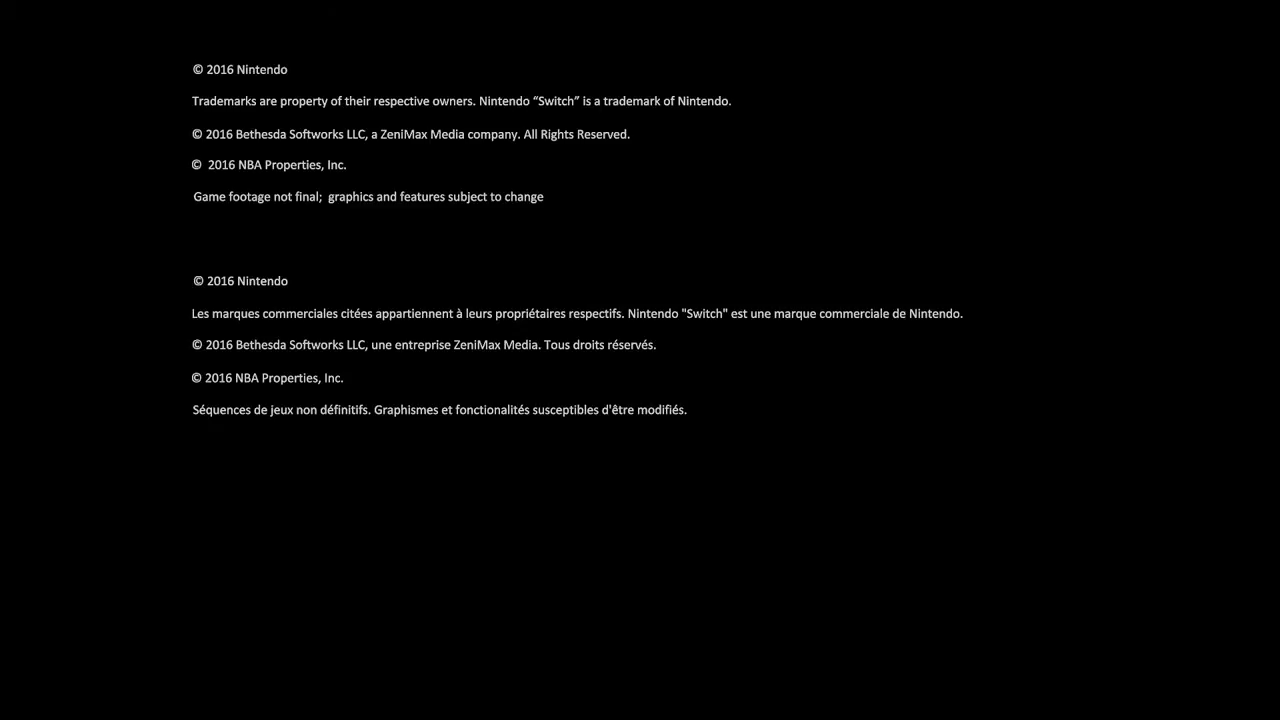 © 2016 Nintendo
Trademarks are property of their respective owners. Nintendo “Switch” is a trademark of Nintendo.
© 2016 Bethesda Softworks LLC, a ZeniMax Media company. All Rights Reserved.
©  2016 NBA Properties, Inc.
Game footage not final;  graphics and features subject to change
© 2016 Nintendo
Les marques commerciales citées appartiennent à leurs propriétaires respectifs. Nintendo "Switch" est une marque commerciale de Nintendo.
© 2016 Bethesda Softworks LLC, une entreprise ZeniMax Media. Tous droits réservés.
© 2016 NBA Properties, Inc.
Séquences de jeux non définitifs. Graphismes et fonctionalités susceptibles d'être modifiés.